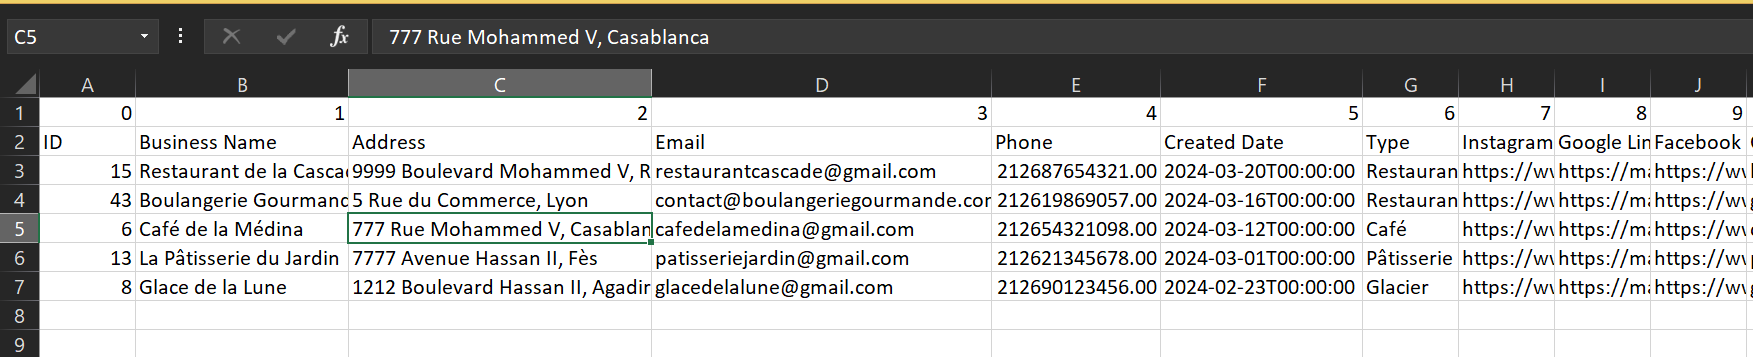 C5 fx 777 Rue Mohammed V, Casablanca
A B C D E F G H I J
1 0 1 2 3 4 5 6 7 8 9
2 ID Business Name Address Email Phone Created Date Type Instagram Google Lin Facebook
3 15 Restaurant de la Casca 9999 Boulevard Mohammed V, R restaurantcascade@gmail.com 212687654321.00 2024-03-20T00:00:00 Restauran https://w https://ma https://w
4 43 Boulangerie Gourmand 5 Rue du Commerce, Lyon contact@boulangeriegourmande.co 212619869057.00 2024-03-16T00:00:00 Restauran https://w https://ma https://w
5 6 Café de la Médina 777 Rue Mohammed V, Casablan cafedelamedina@gmail.com 212654321098.00 2024-03-12T00:00:00 Café https://w https://ma https://w
6 13 La Pâtisserie du Jardin 7777 Avenue Hassan II, Fès patisseriejardin@gmail.com 212621345678.00 2024-03-01T00:00:00 Pâtisserie https://w https://ma https://w
7 8 Glace de la Lune 1212 Boulevard Hassan II, Agadir glacedelalune@gmail.com 212690123456.00 2024-02-23T00:00:00 Glacier https://w https://ma https://w
8
9